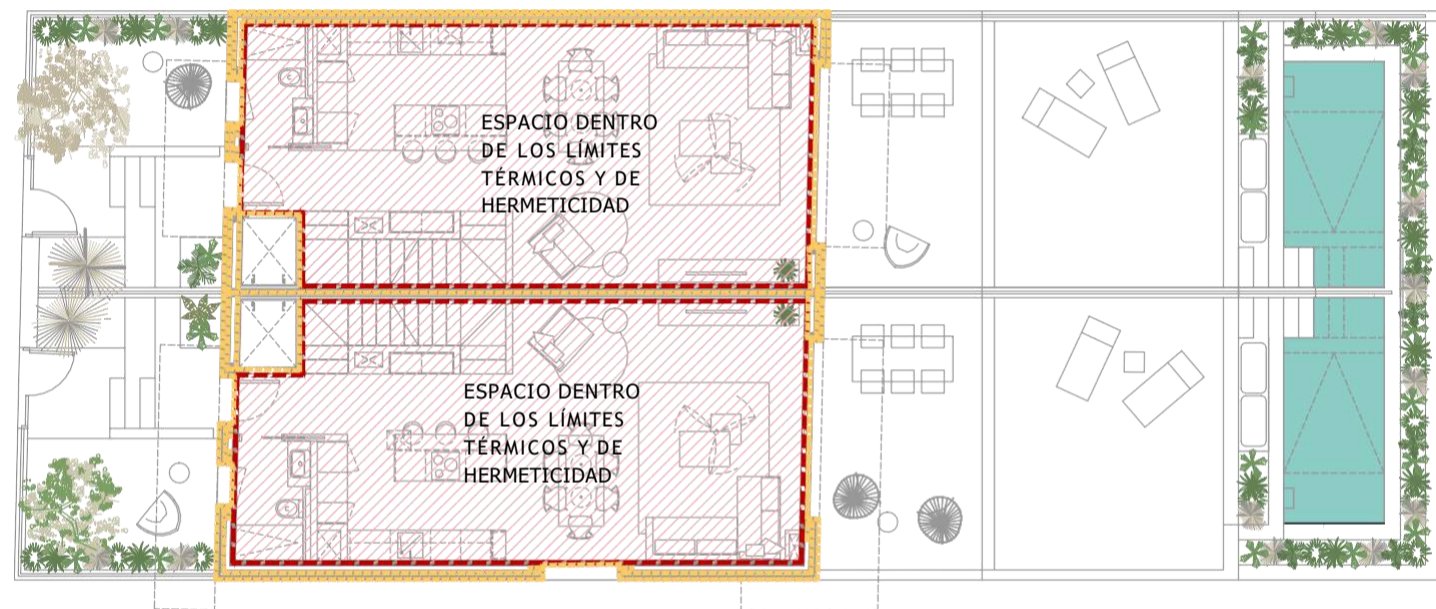 ESPACIO DENTRO
DE LOS LÍMITES
TÉRMICOS Y DE
HERMETICIDAD
ESPACIO DENTRO
DE LOS LÍMITES
TÉRMICOS Y DE
HERMETICIDAD